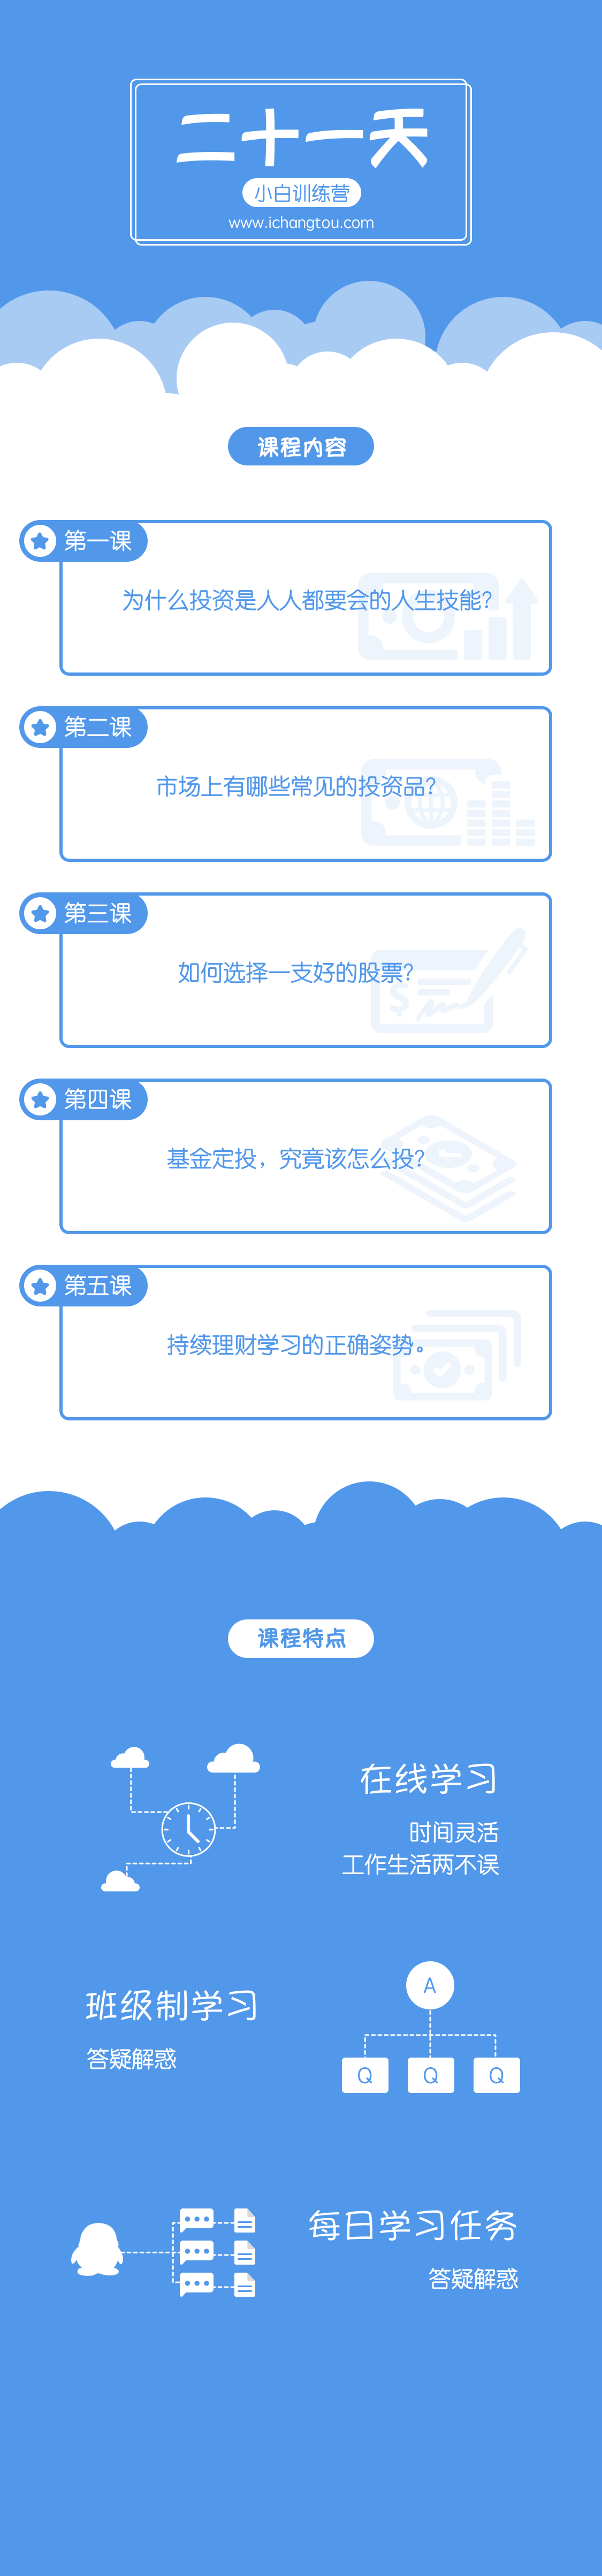 二十一天
小白训练营
www.ichangtou.com
课程内容
第一课
为什么投资是人人都要会的人生技能?
第二课
市场上有哪些常见的投资品?
第三课
如何选择一支好的股票?
$
第四课
基金定投，究竟该怎么投?
第五课
持续理财学习的正确姿势。
课程特点
在线学习
时间灵活
工作生活两不误
A
班级制学习
答疑解惑
Q Q Q
每日学习任务
答疑解惑